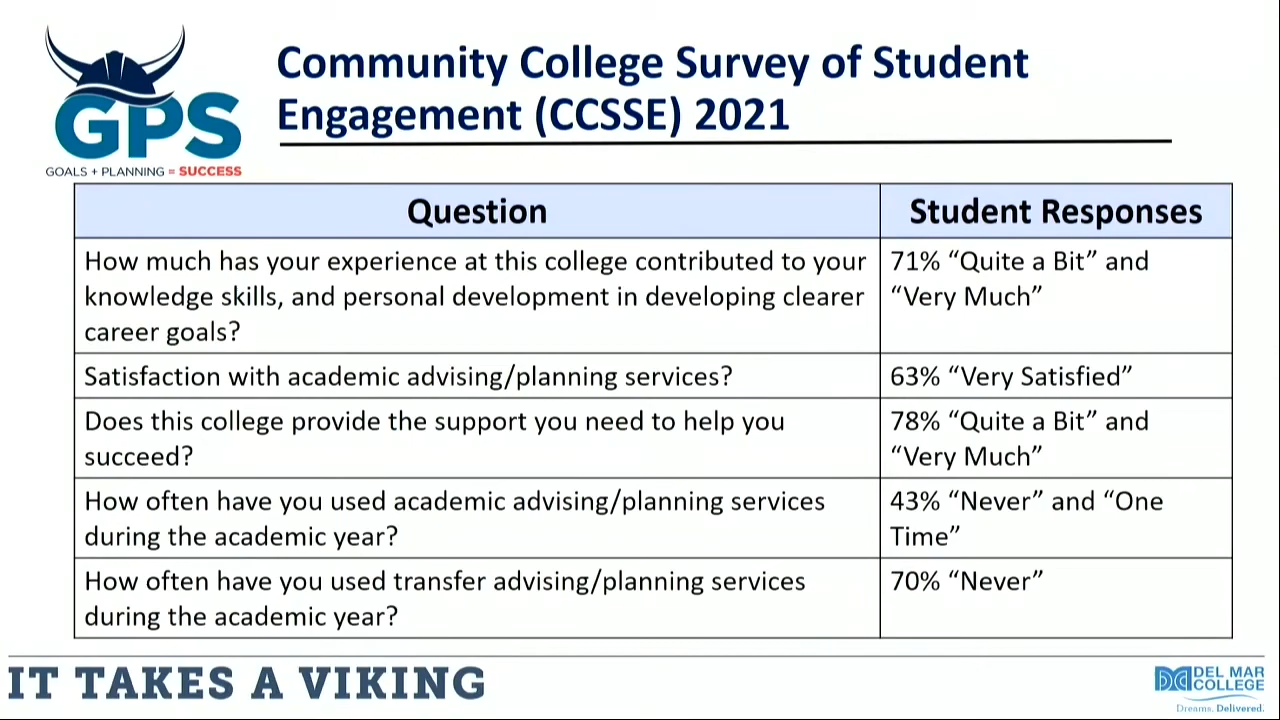 GPS
GOALS + PLANNING = SUCCESS
Community College Survey of Student
Engagement (CCSSE) 2021
Question
Student Responses
How much has your experience at this college contributed to your
knowledge skills, and personal development in developing clearer
career goals?
71% “Quite a Bit” and
“Very Much”
Satisfaction with academic advising/planning services?
63% “Very Satisfied”
Does this college provide the support you need to help you
succeed?
78% “Quite a Bit” and
“Very Much”
How often have you used academic advising/planning services
during the academic year?
43% “Never” and “One
Time”
How often have you used transfer advising/planning services
during the academic year?
70% “Never”
IT TAKES A VIKING
DEL MAR
COLLEGE
Dreams. Delivered.